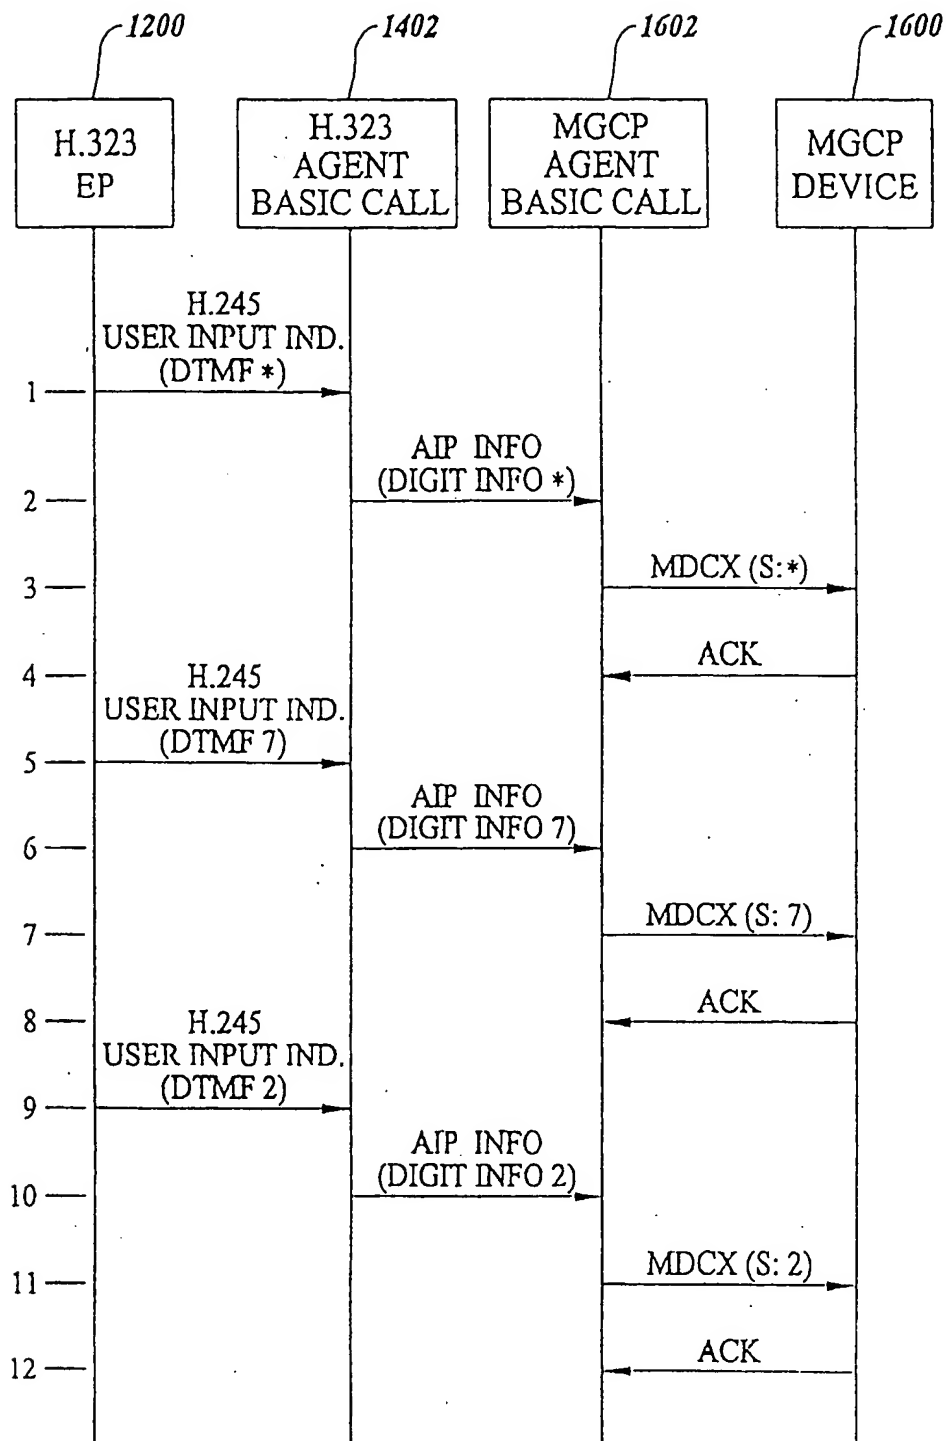 1200
1402
1602
1600
H.323
EP
H.323
AGENT
BASIC CALL
MGCP
AGENT
BASIC CALL
MGCP
DEVICE
H.245
USER INPUT IND.
(DTMF *)
1
AIP INFO
(DIGIT INFO *)
2
MDCX (S:*)
3
ACK
4
H.245
USER INPUT IND.
(DTMF 7)
5
AIP INFO
(DIGIT INFO 7)
6
MDCX (S: 7)
7
ACK
8
H.245
USER INPUT IND.
(DTMF 2)
9
AIP INFO
(DIGIT INFO 2)
10
MDCX (S: 2)
11
ACK
12